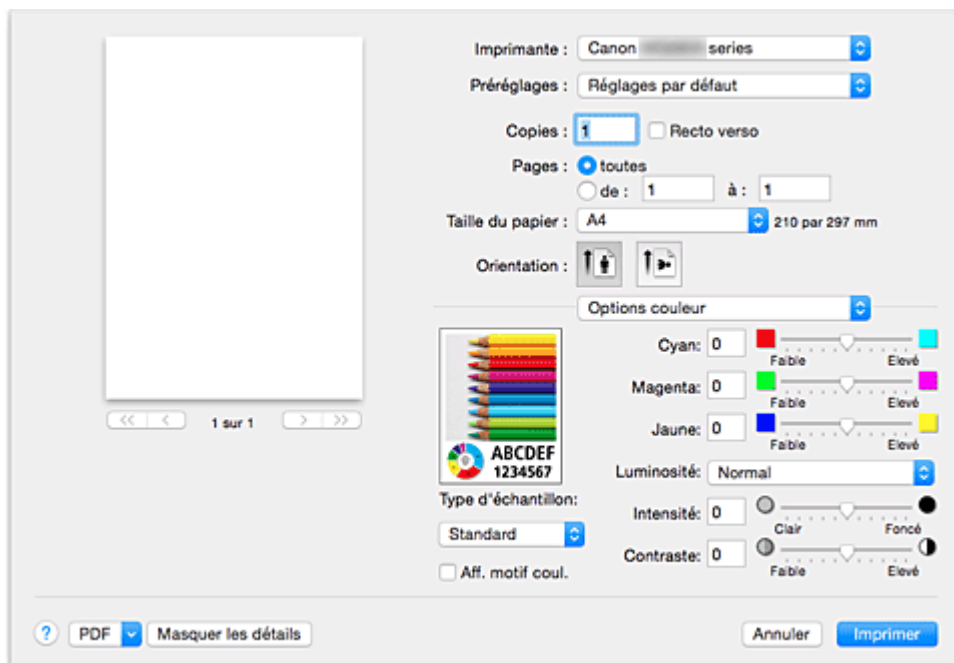 Imprimante : Canon series
Préréglages : Réglages par défaut
Copies : 1 Recto verso
Pages : toutes
de : 1 à : 1
Taille du papier : A4 210 par 297 mm
Orientation :
Options couleur
Cyan: 0
Faible Elevé
Magenta: 0
Faible Elevé
Jaune: 0
Faible Elevé
Luminosité: Normal
Intensité: 0
Clair Foncé
Contraste: 0
Faible Elevé
ABCDEF
1234567
Type d'échantillon:
Standard
Aff. motif coul.
<< < 1 sur 1 > >>
? PDF Masquer les détails Annuler Imprimer